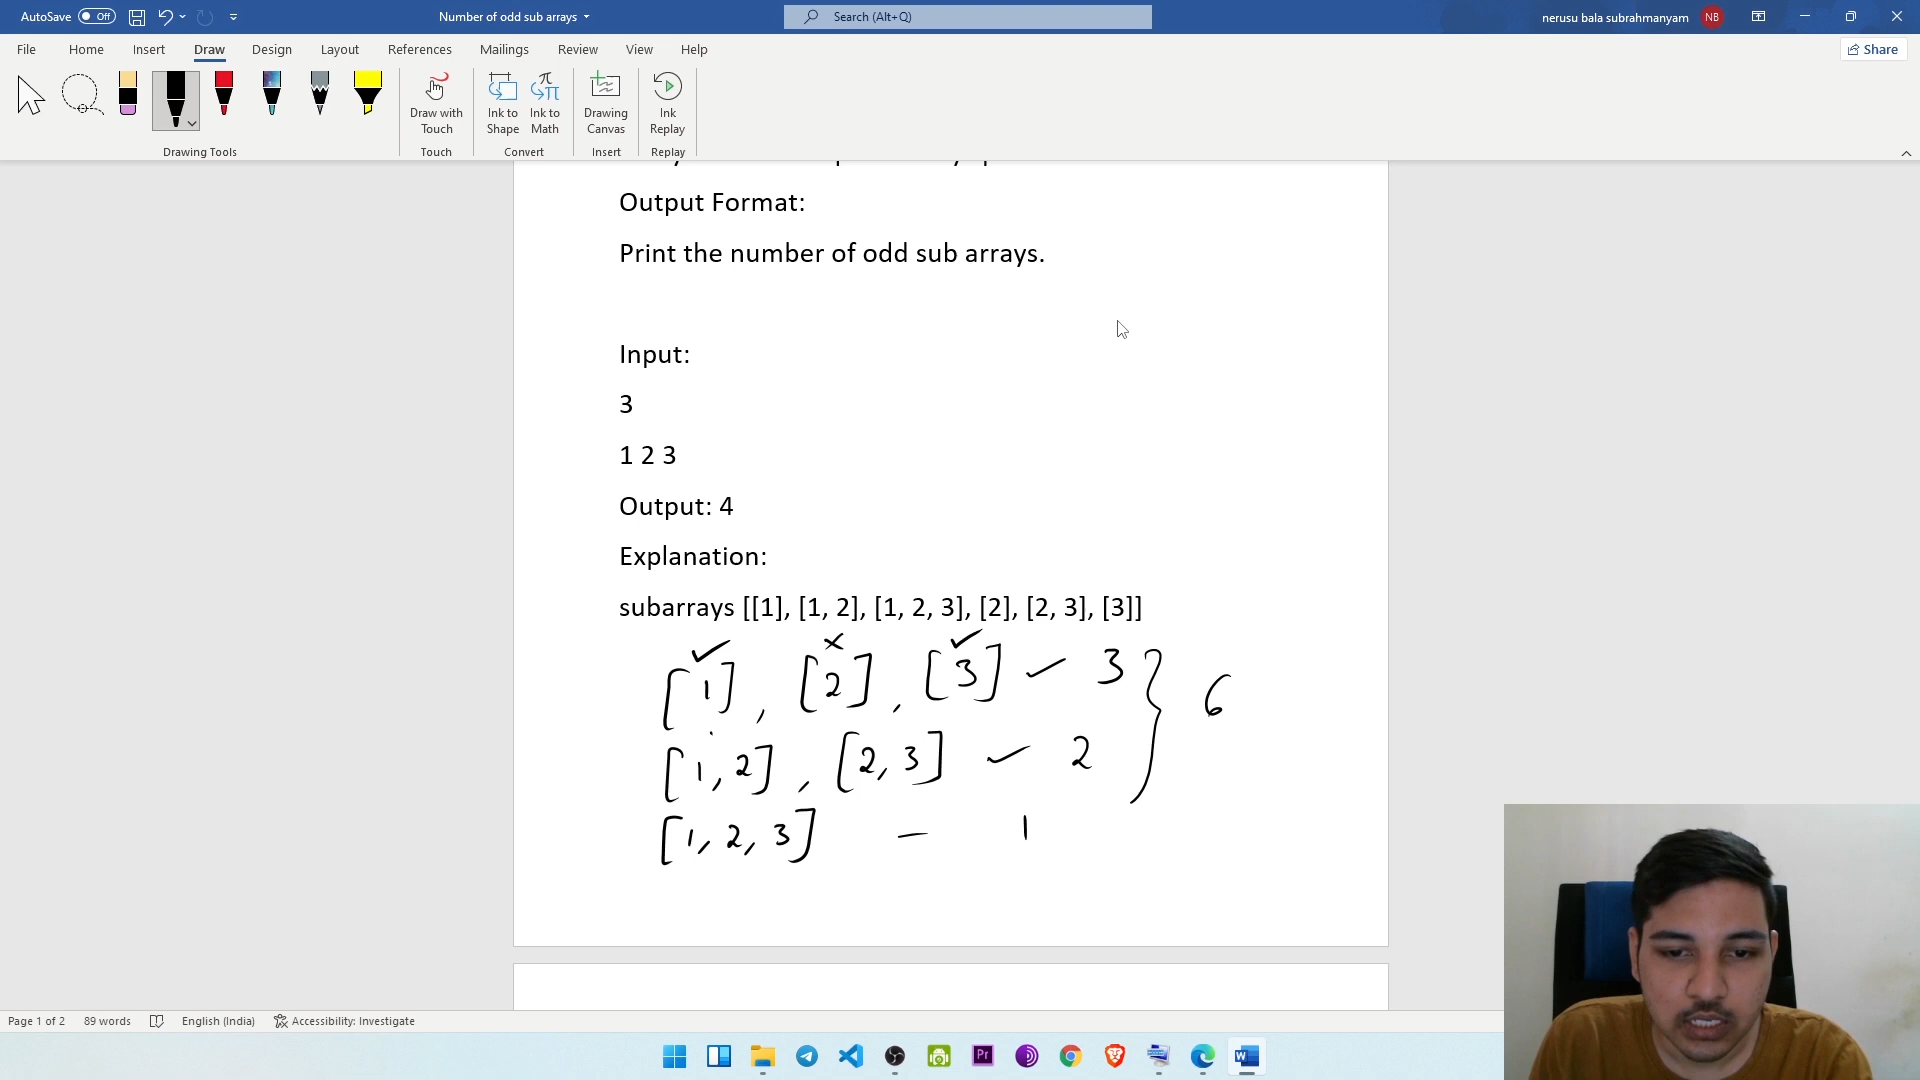 AutoSave Off
Number of odd sub arrays
Search (Alt+Q)
nerusu bala subrahmanyam NB
File Home Insert Draw Design Layout References Mailings Review View Help
Share
Draw with Touch
Ink to Shape
Ink to Math
Drawing Canvas
Ink Replay
Drawing Tools Touch Convert Insert Replay
Output Format:
Print the number of odd sub arrays.
Input:
3
1 2 3
Output: 4
Explanation:
subarrays [[1], [1, 2], [1, 2, 3], [2], [2, 3], [3]]
[1], [2], [3] - 3
6
[1,2], [2,3] - 2
[1,2,3] - 1
Page 1 of 2 89 words English (India) Accessibility: Investigate
Pr
W